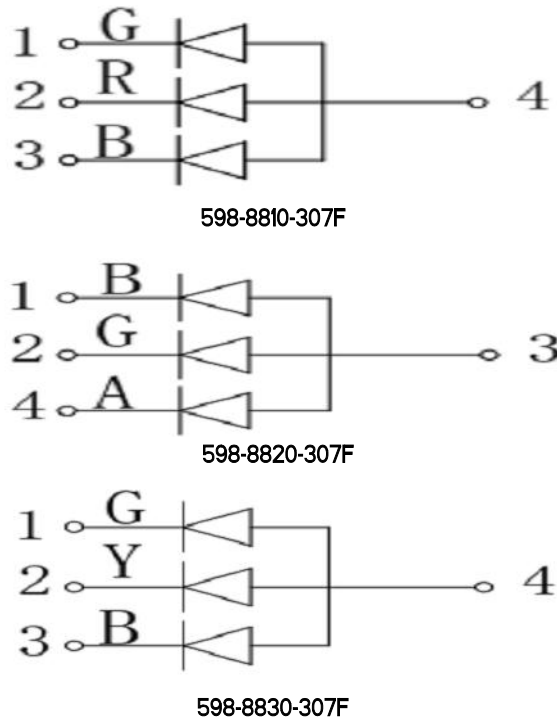 1 G
2 R 4
3 B
598-8810-307F
1 B
2 G 3
4 A
598-8820-307F
1 G
2 Y 4
3 B
598-8830-307F